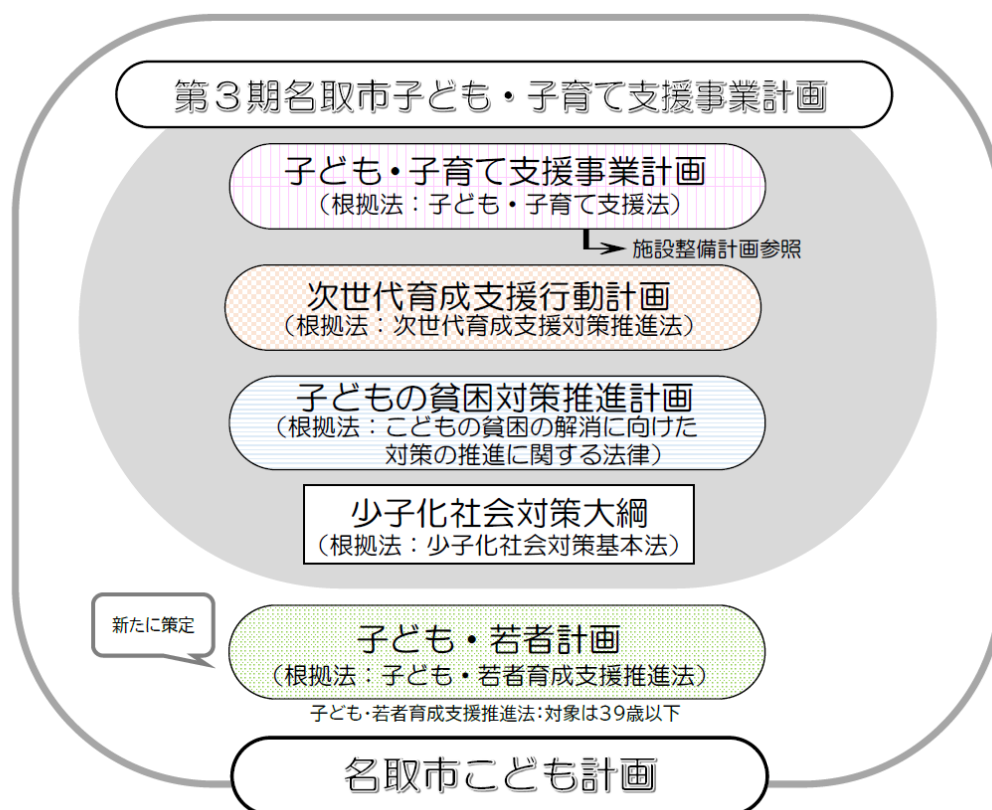 第3期名取市子ども・子育て支援事業計画
子ども・子育て支援事業計画
（根拠法：子ども・子育て支援法）
施設整備計画参照
次世代育成支援行動計画
（根拠法：次世代育成支援対策推進法）
子どもの貧困対策推進計画
（根拠法：こどもの貧困の解消に向けた
対策の推進に関する法律）
少子化社会対策大綱
（根拠法：少子化社会対策基本法）
新たに策定
子ども・若者計画
（根拠法：子ども・若者育成支援推進法）
子ども・若者育成支援推進法：対象は39歳以下
名取市こども計画